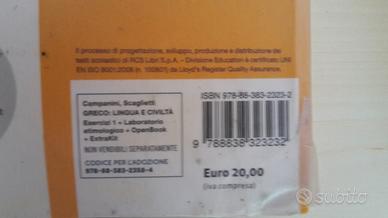 Il processo di progettazione, sviluppo, produzione e distribuzione dei
testi scolastici di RCS Libri S.p.A. – Divisione Education è certificato UNI
EN ISO 9001:2008 (n. 100807) da Lloyd's Register Quality Assurance.
Campanini, Scaglietti
GRECO: LINGUA E CIVILTÀ
Esercizi 1 + Laboratorio
etimologico + OpenBook
+ ExtraKit
NON VENDIBILI SEPARATAMENTE
CODICE PER L'ADOZIONE
978-88-383-2358-4
ISBN 978-88-383-2323-2
9 788838 323232
Euro 20,00
(iva compresa)
subito